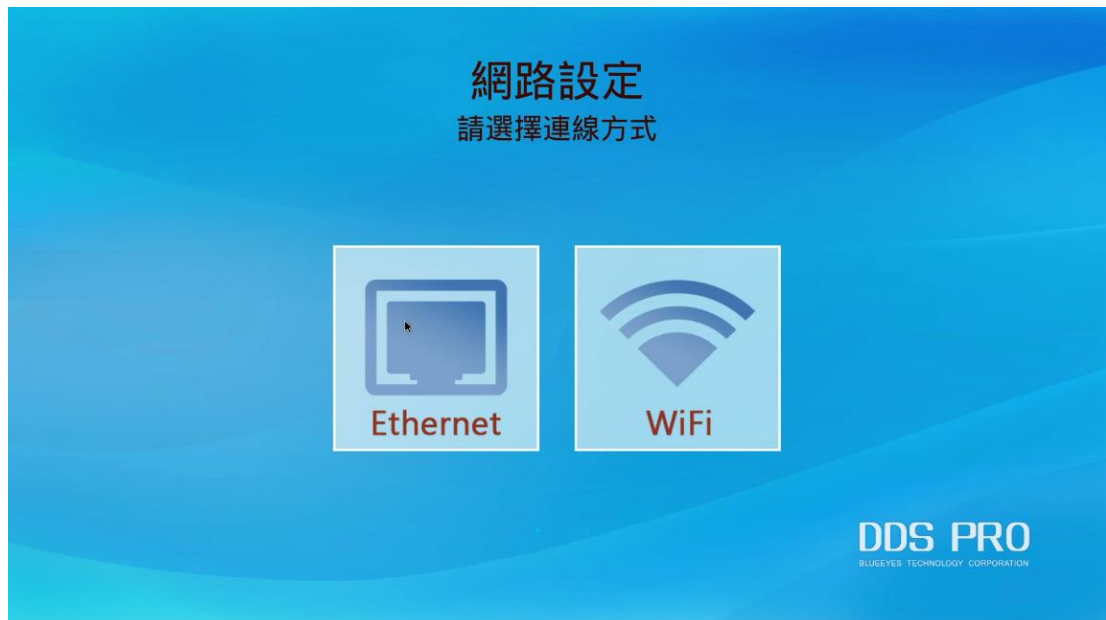 網路設定
請選擇連線方式
Ethernet
WiFi
DDS PRO
BLUEEYES TECHNOLOGY CORPORATION